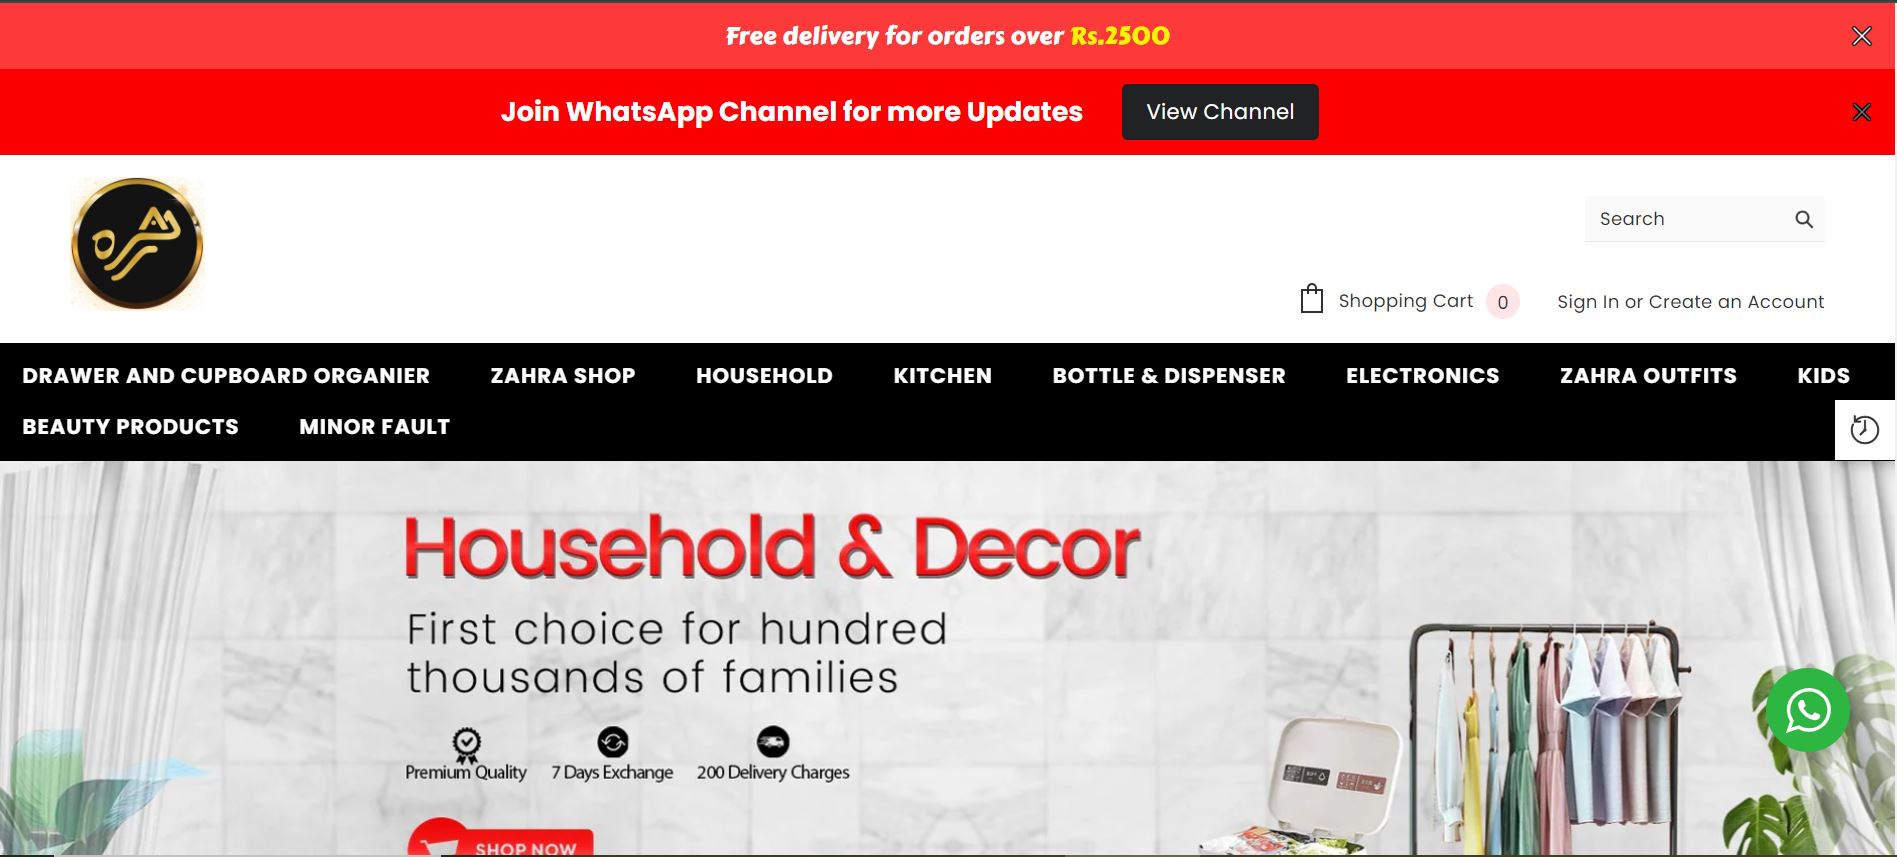 Free delivery for orders over Rs.2500
Join WhatsApp Channel for more Updates
View Channel
زهره
Search
Shopping Cart 0
Sign In or Create an Account
DRAWER AND CUPBOARD ORGANIER ZAHRA SHOP HOUSEHOLD KITCHEN BOTTLE & DISPENSER ELECTRONICS ZAHRA OUTFITS KIDS
BEAUTY PRODUCTS MINOR FAULT
Household & Decor
First choice for hundred
thousands of families
Premium Quality 7 Days Exchange 200 Delivery Charges
SHOP NOW